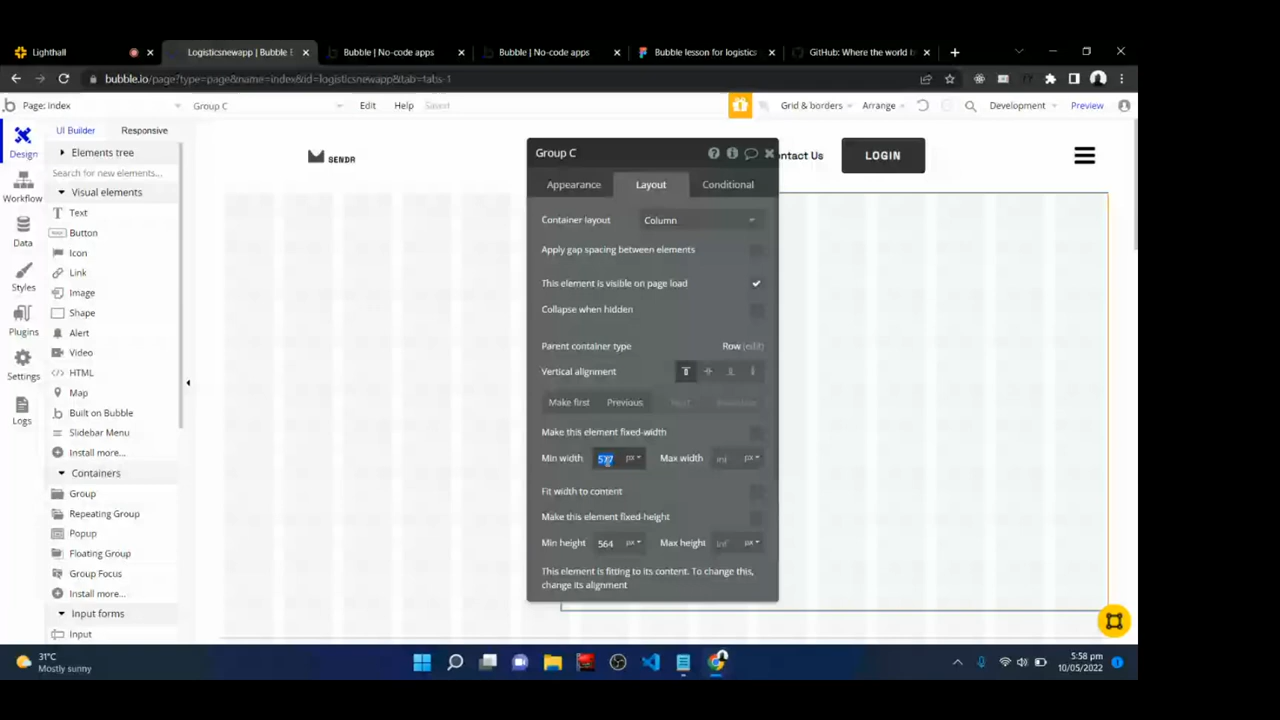 Lighthall
Logisticsnewapp | Bubble E
Bubble | No-code apps
Bubble | No-code apps
Bubble lesson for logistics
GitHub: Where the world b
bubble.io/page?type=page&name=index&id=logisticsnewapp&tab=tabs-1
Page: index
Group C
Edit
Help
Saved
Grid & borders
Arrange
Development
Preview
UI Builder
Responsive
Design
Elements tree
Search for new elements...
Visual elements
Workflow
Text
Button
Data
Icon
Link
Styles
Image
Shape
Plugins
Alert
Video
Settings
HTML
Map
Logs
Built on Bubble
Slidebar Menu
Install more...
Containers
Group
Repeating Group
Popup
Floating Group
Group Focus
Install more...
Input forms
Input
SENDR
ntact Us
LOGIN
Group C
Appearance
Layout
Conditional
Container layout
Column
Apply gap spacing between elements
This element is visible on page load
Collapse when hidden
Parent container type
Row (edit)
Vertical alignment
Make first
Previous
Next
Make this element fixed-width
Min width
px
Max width
inf
px
Fit width to content
Make this element fixed-height
Min height
564
px
Max height
inf
px
This element is fitting to its content. To change this,
change its alignment
31°C
Mostly sunny
5:58 pm
10/05/2022